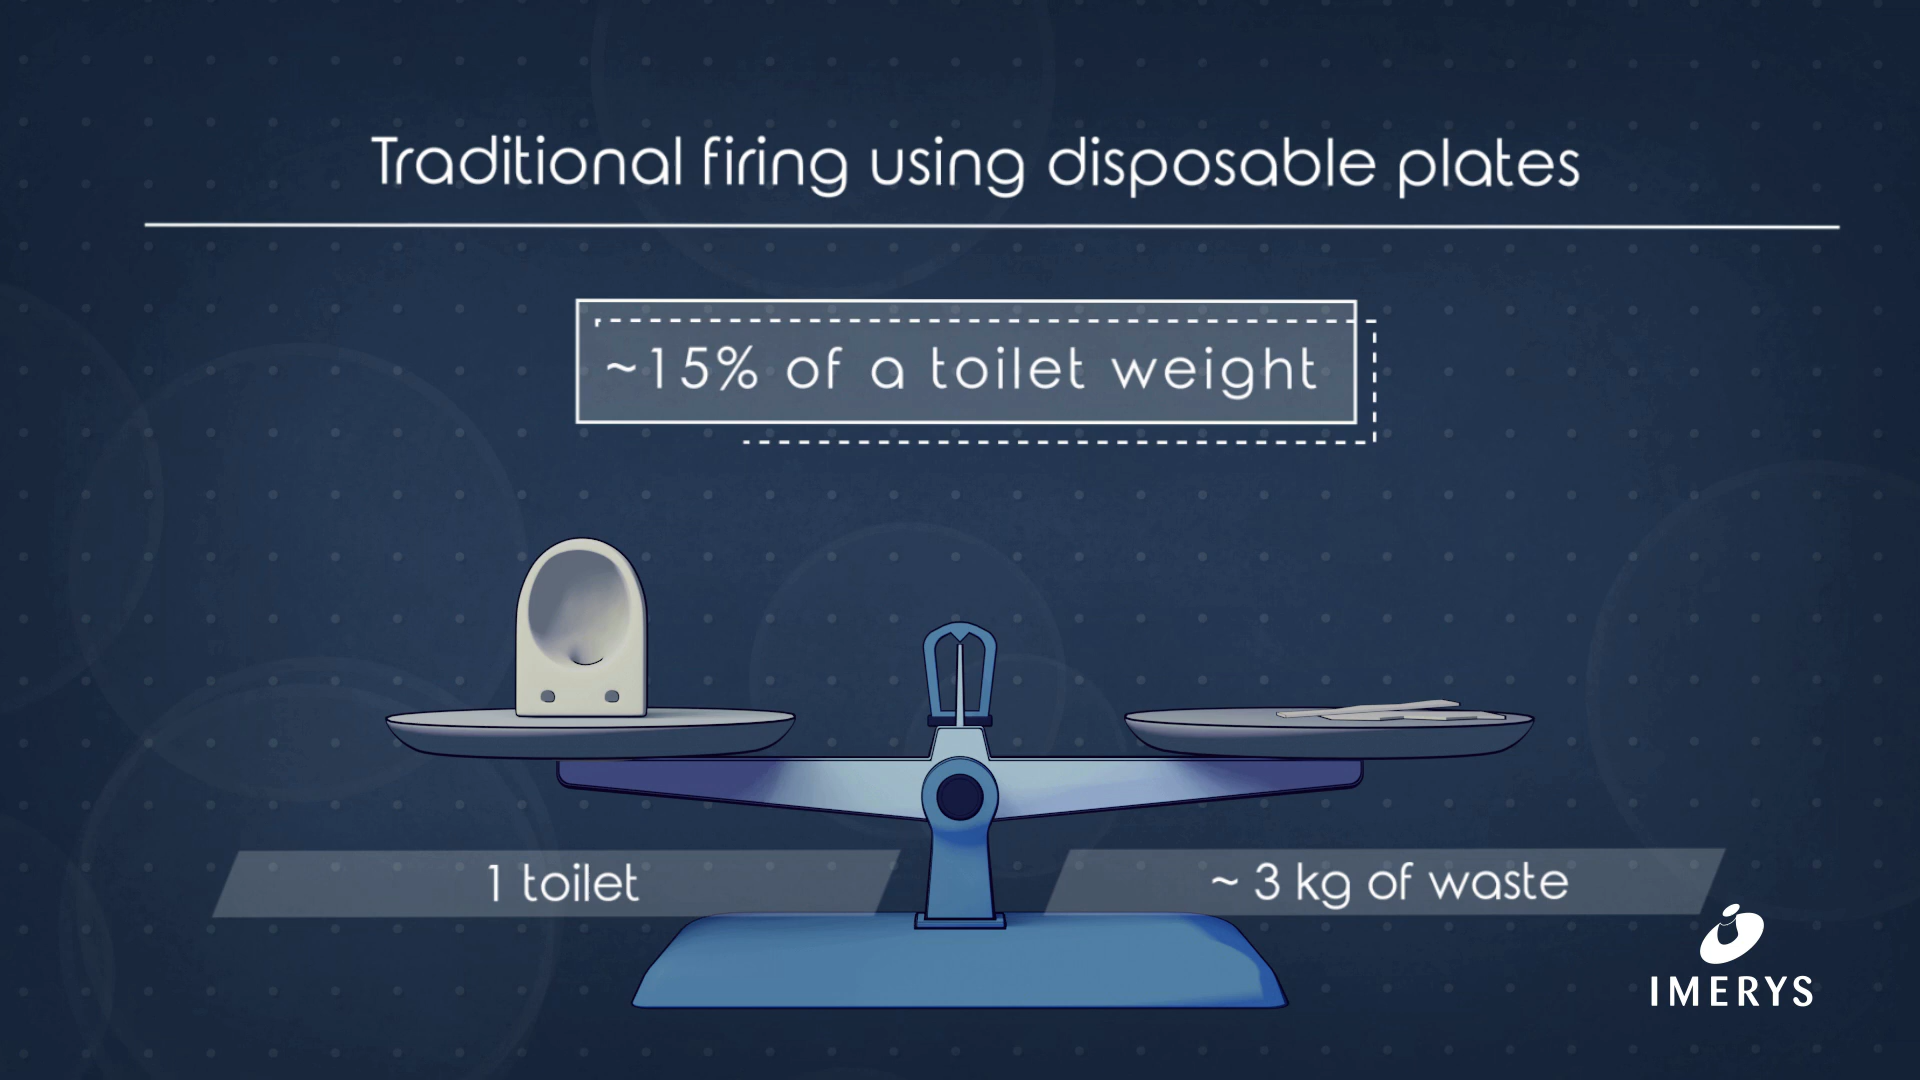 Traditional firing using disposable plates
~15% of a toilet weight
1 toilet
~ 3 kg of waste
IMERYS